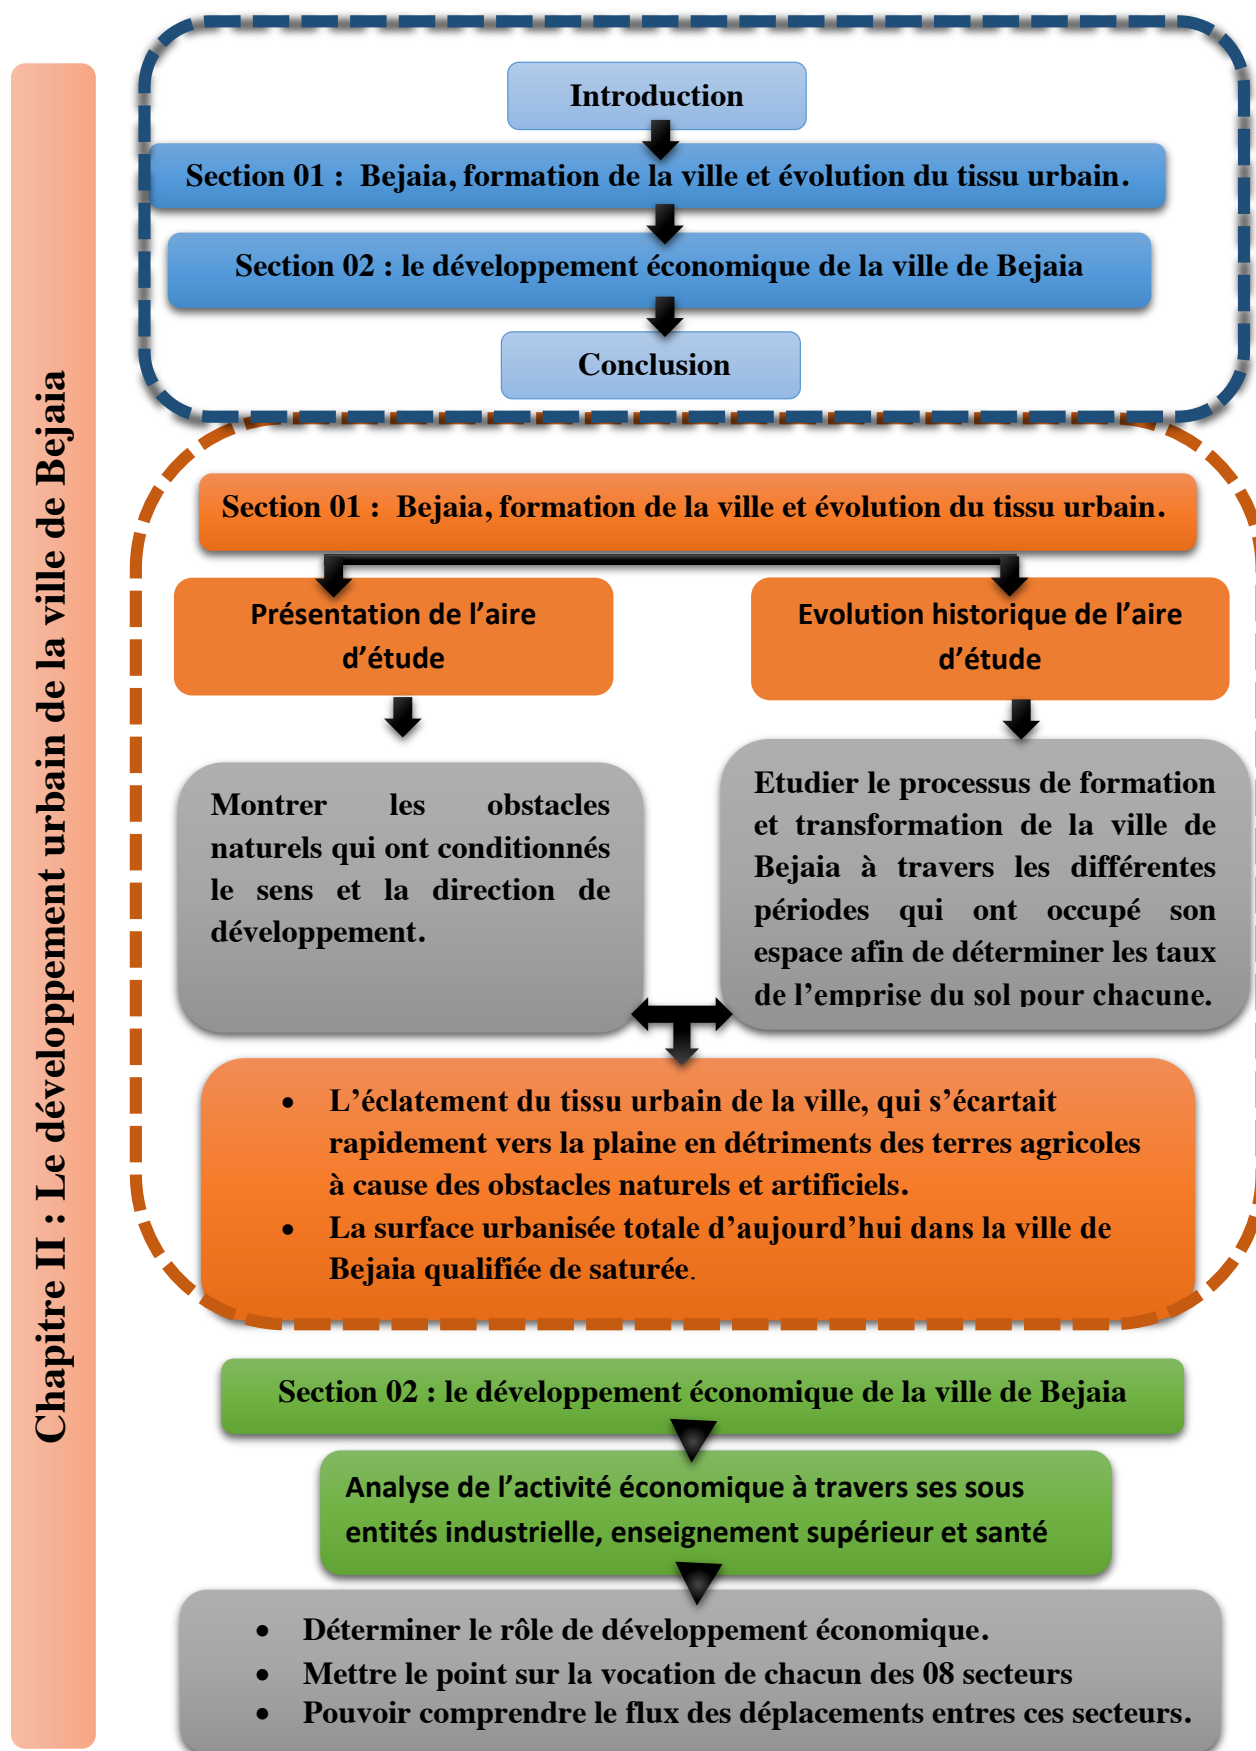 Chapitre II : Le développement urbain de la ville de Bejaia
Introduction
Section 01 : Bejaia, formation de la ville et évolution du tissu urbain.
Section 02 : le développement économique de la ville de Bejaia
Conclusion
Section 01 : Bejaia, formation de la ville et évolution du tissu urbain.
Présentation de l’aire
d’étude
Montrer les obstacles
naturels qui ont conditionnés
le sens et la direction de
développement.
Evolution historique de l’aire
d’étude
Etudier le processus de formation
et transformation de la ville de
Bejaia à travers les différentes
périodes qui ont occupé son
espace afin de déterminer les taux
de l’emprise du sol pour chacune.
• L’éclatement du tissu urbain de la ville, qui s’écartait
rapidement vers la plaine en détriments des terres agricoles
à cause des obstacles naturels et artificiels.
• La surface urbanisée totale d’aujourd’hui dans la ville de
Bejaia qualifiée de saturée.
Section 02 : le développement économique de la ville de Bejaia
Analyse de l’activité économique à travers ses sous
entités industrielle, enseignement supérieur et santé
• Déterminer le rôle de développement économique.
• Mettre le point sur la vocation de chacun des 08 secteurs
• Pouvoir comprendre le flux des déplacements entres ces secteurs.